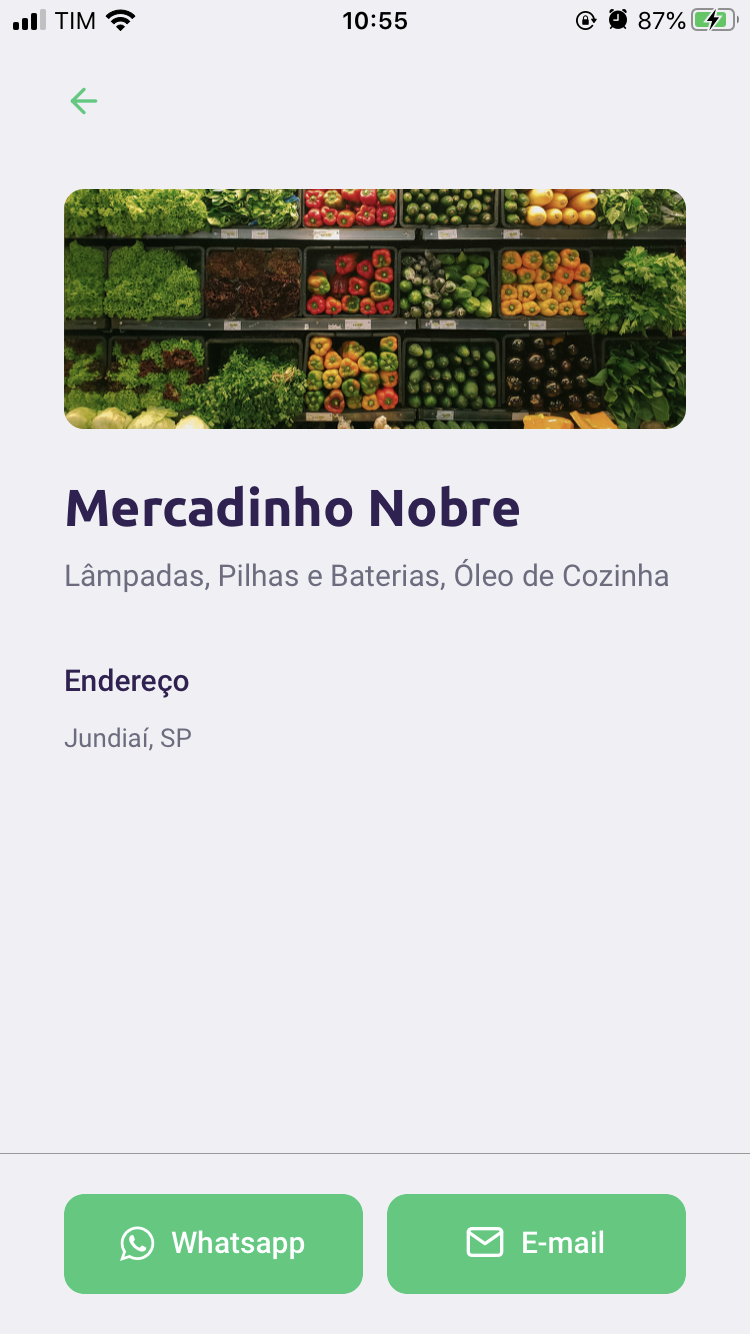 TIM 10:55 87%
Mercadinho Nobre
Lâmpadas, Pilhas e Baterias, Óleo de Cozinha
Endereço
Jundiaí, SP
Whatsapp E-mail